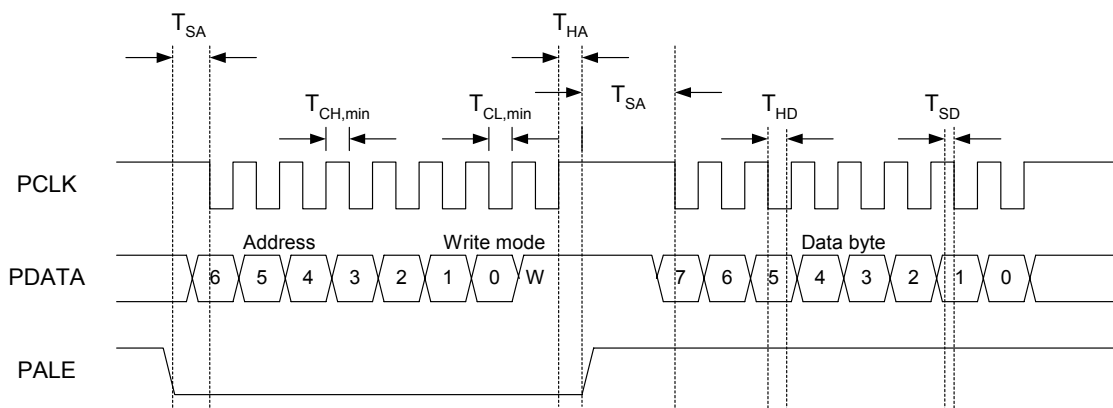 T_SA T_HA
T_SA
T_CH,min T_CL,min T_HD T_SD
PCLK
Address Write mode Data byte
PDATA 6 5 4 3 2 1 0 W 7 6 5 4 3 2 1 0
PALE